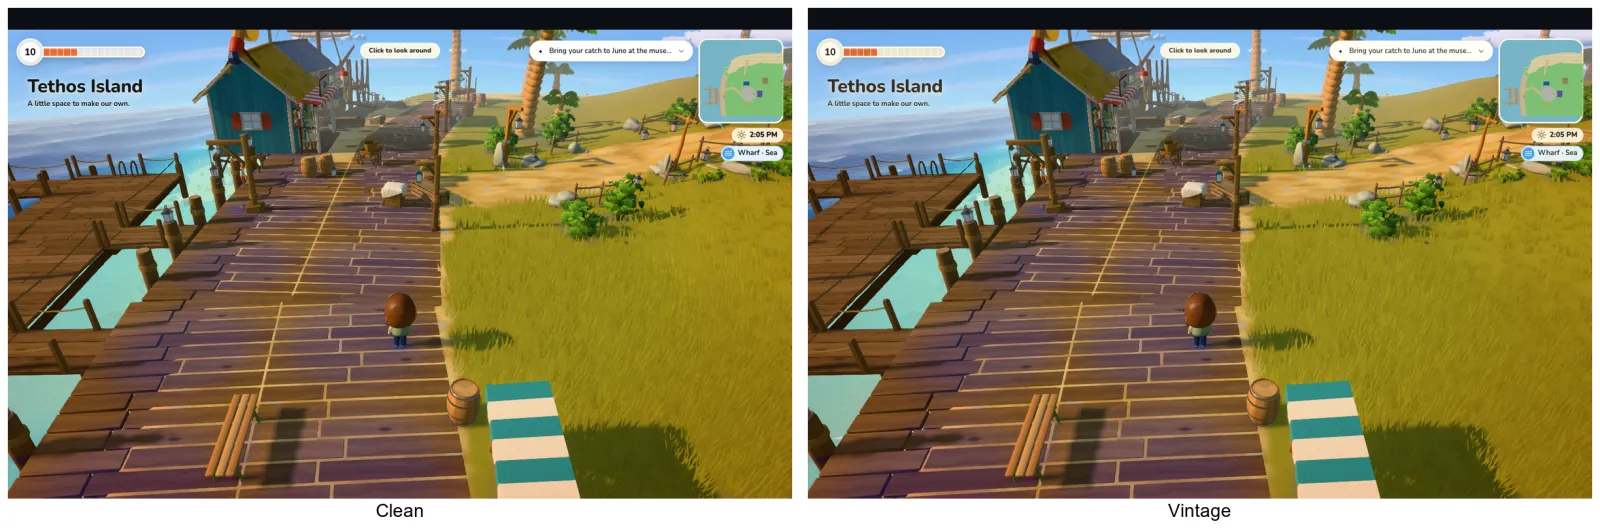 10
Click to look around
Bring your catch to Juno at the muse...
Tethos Island
A little space to make our own.
2:05 PM
Wharf · Sea
Clean
10
Click to look around
Bring your catch to Juno at the muse...
Tethos Island
A little space to make our own.
2:05 PM
Wharf · Sea
Vintage